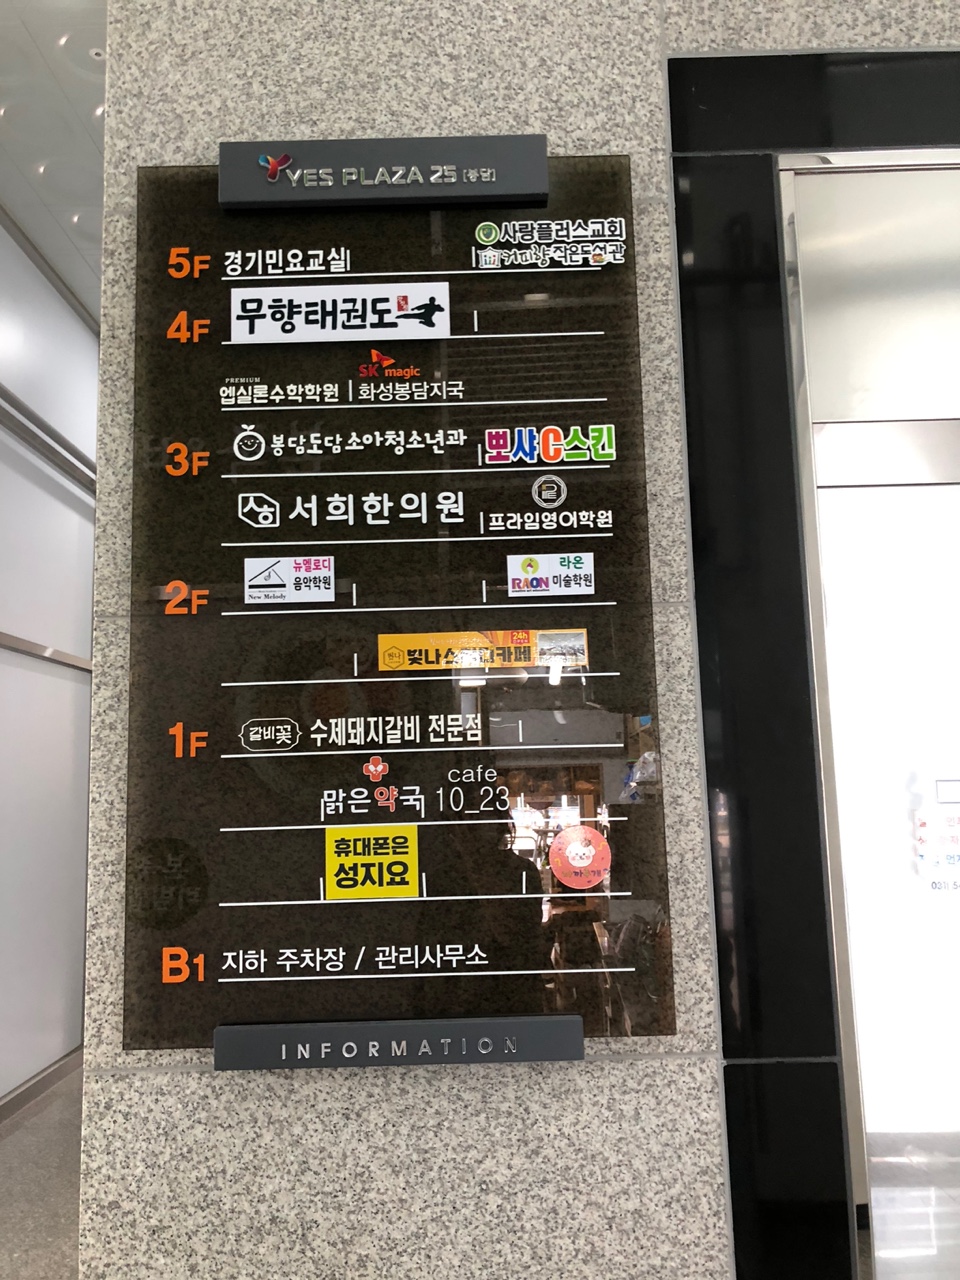 YES PLAZA 25 [봉담]
5F 경기민요교실 사랑플러스교회
커피향작은도서관
4F 무향태권도
PREMIUM
엡실론수학학원
SK magic
화성봉담지국
3F 봉담도담소아청소년과 뽀샤C스킨
서희한의원 프라임영어학원
2F 뉴멜로디
음악학원
New Melody
라온
RAON 미술학원
24h
빛나스 카페
1F 갈비꽃 수제돼지갈비 전문점
맑은약국
cafe
10_23
휴대폰은
성지요
B1 지하 주차장 / 관리사무소
INFORMATION